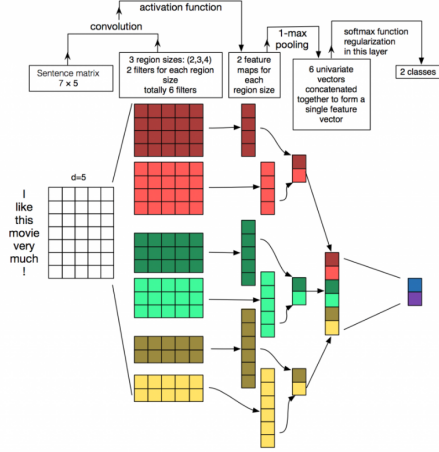 activation function
convolution
1-max
pooling
softmax function
regularization
in this layer
Sentence matrix
7 × 5
3 region sizes: (2,3,4)
2 filters for each region
size
totally 6 filters
2 feature
maps for
each
region size
6 univariate
vectors
concatenated
together to form a
single feature
vector
2 classes
d=5
I
like
this
movie
very
much
!